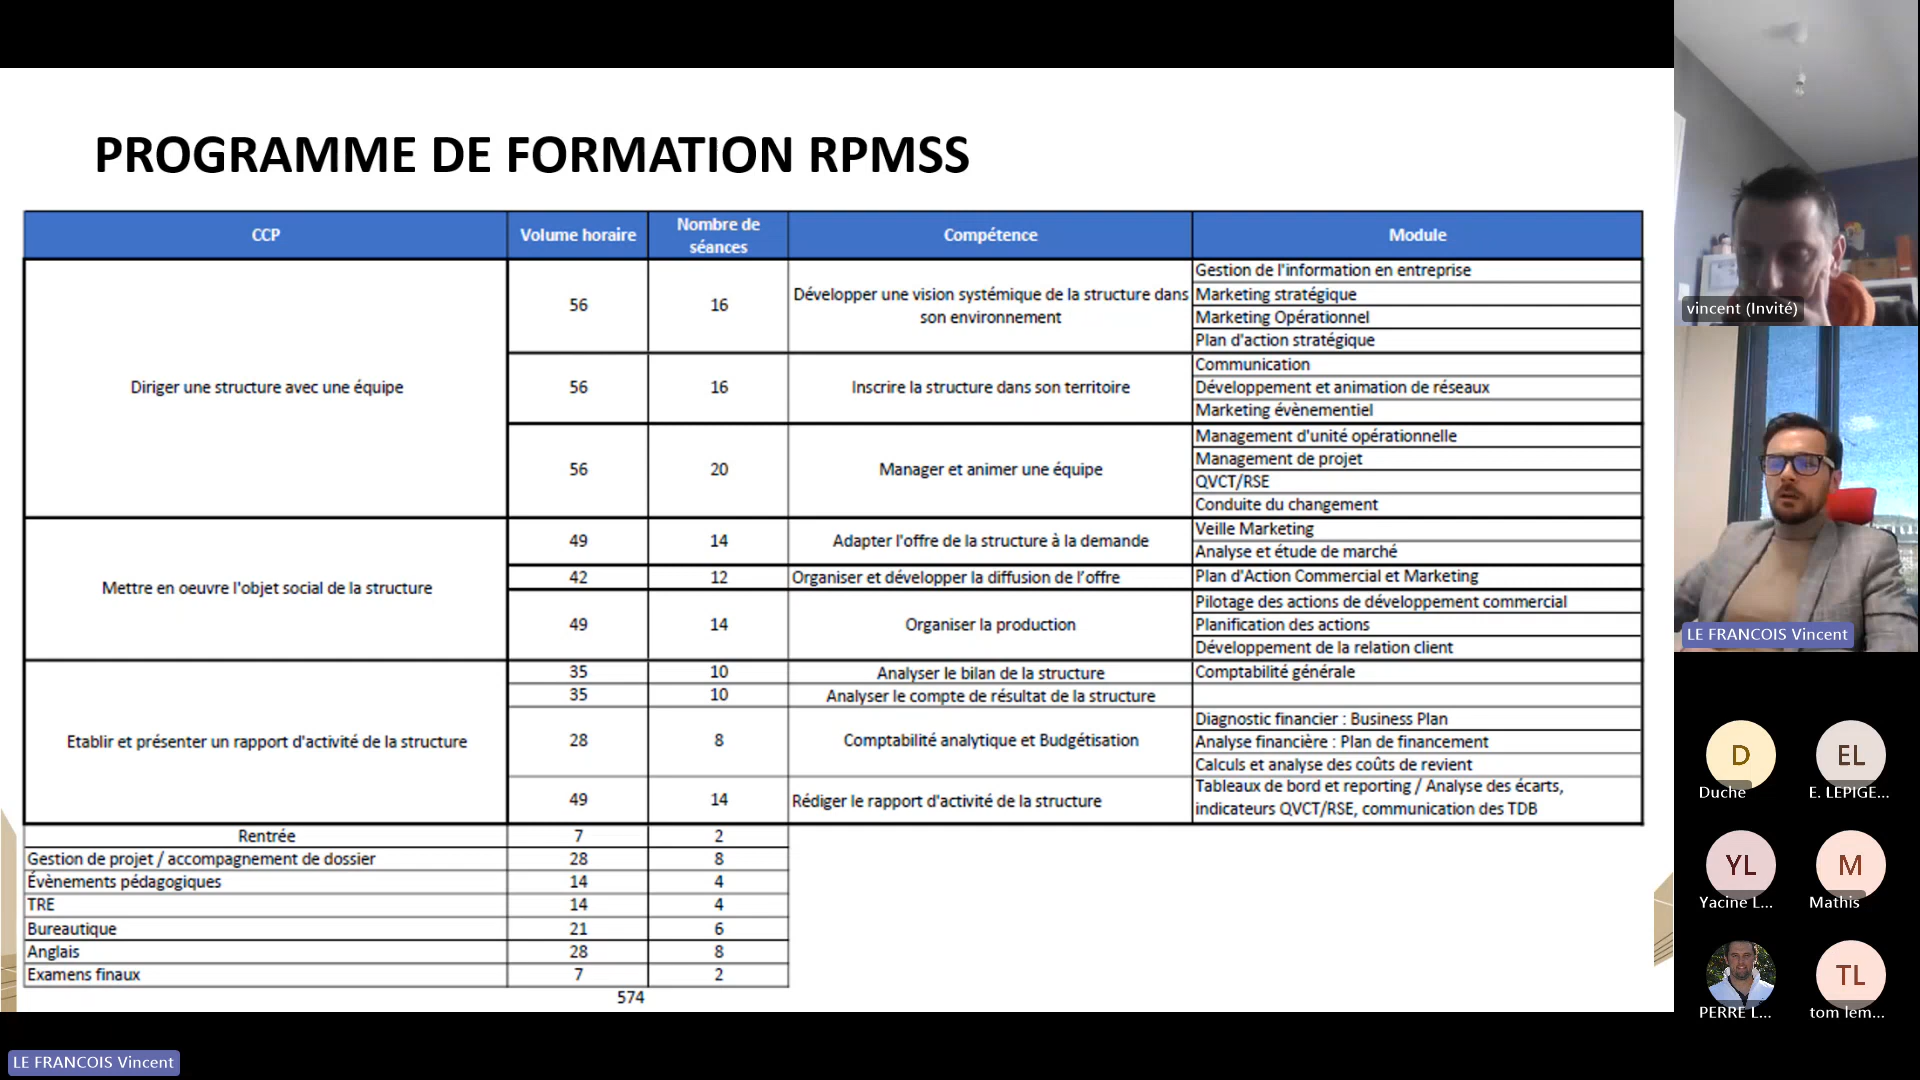 PROGRAMME DE FORMATION RPMSS
CCP
Volume horaire
Nombre de
séances
Compétence
Module
Diriger une structure avec une équipe
56
16
Développer une vision systémique de la structure dans
son environnement
Gestion de l'information en entreprise
Marketing stratégique
Marketing Opérationnel
Plan d'action stratégique
56
16
Inscrire la structure dans son territoire
Communication
Développement et animation de réseaux
Marketing évènementiel
56
20
Manager et animer une équipe
Management d'unité opérationnelle
Management de projet
QVCT/RSE
Conduite du changement
Mettre en oeuvre l'objet social de la structure
49
14
Adapter l'offre de la structure à la demande
Veille Marketing
Analyse et étude de marché
42
12
Organiser et développer la diffusion de l’offre
Plan d'Action Commercial et Marketing
49
14
Organiser la production
Pilotage des actions de développement commercial
Planification des actions
Développement de la relation client
Etablir et présenter un rapport d'activité de la structure
35
10
Analyser le bilan de la structure
Comptabilité générale
35
10
Analyser le compte de résultat de la structure
28
8
Comptabilité analytique et Budgétisation
Diagnostic financier : Business Plan
Analyse financière : Plan de financement
Calculs et analyse des coûts de revient
49
14
Rédiger le rapport d'activité de la structure
Tableaux de bord et reporting / Analyse des écarts,
indicateurs QVCT/RSE, communication des TDB
Rentrée
7
2
Gestion de projet / accompagnement de dossier
28
8
Évènements pédagogiques
14
4
TRE
14
4
Bureautique
21
6
Anglais
28
8
Examens finaux
7
2
574
vincent (Invité)
LE FRANCOIS Vincent
D
Duche
EL
E. LEPIGE...
YL
Yacine L...
M
Mathis
PERRE L...
TL
tom lem...
LE FRANCOIS Vincent